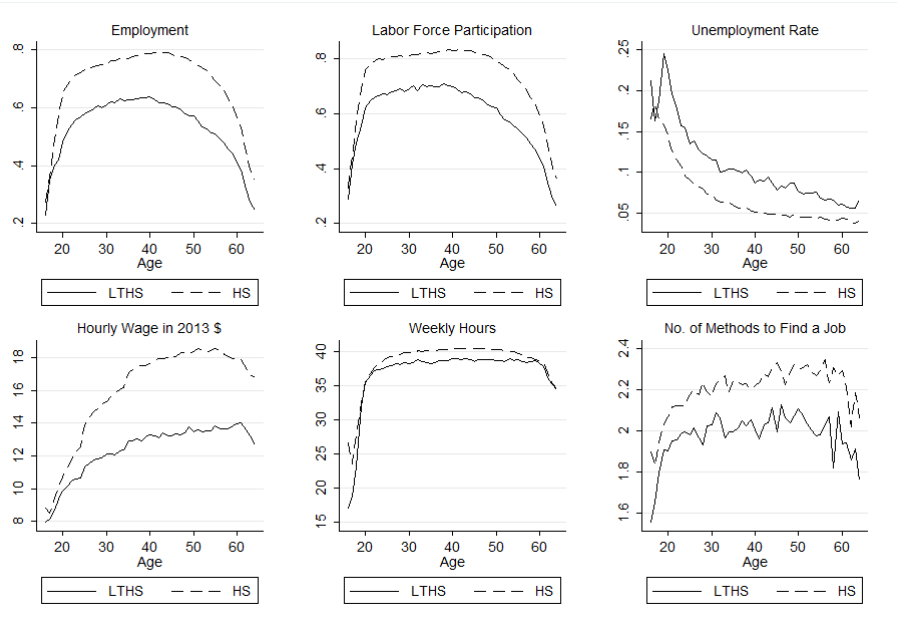 Employment
.8
.6
.4
.2
20 30 40 50 60
Age
LTHS HS
Labor Force Participation
.8
.6
.4
.2
20 30 40 50 60
Age
LTHS HS
Unemployment Rate
.25
.2
.15
.1
.05
20 30 40 50 60
Age
LTHS HS
Hourly Wage in 2013 $
18
16
14
12
10
8
20 30 40 50 60
Age
LTHS HS
Weekly Hours
40
35
30
25
20
15
20 30 40 50 60
Age
LTHS HS
No. of Methods to Find a Job
2.4
2.2
2
1.8
1.6
20 30 40 50 60
Age
LTHS HS